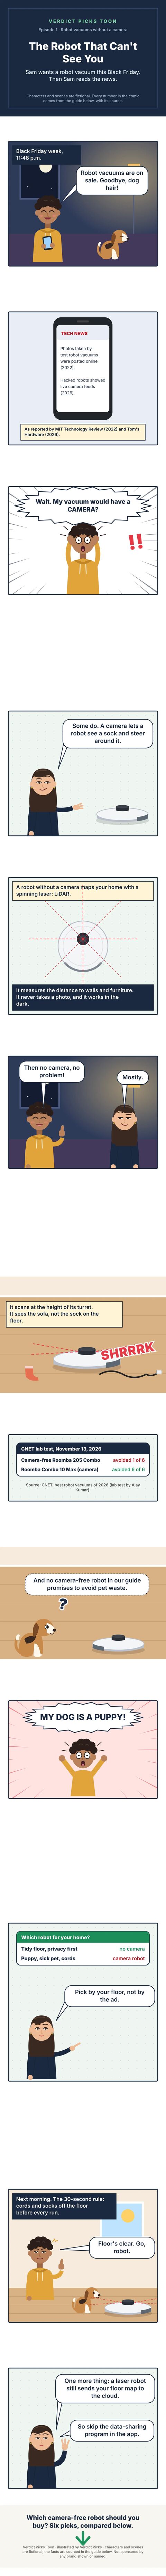 VERDICT PICKS TOON
Episode 1 · Robot vacuums without a camera
The Robot That Can't
See You
Sam wants a robot vacuum this Black Friday.
Then Sam reads the news.
Characters and scenes are fictional. Every number in the comic
comes from the guide below, with its source.
Black Friday week,
11:48 p.m.
Robot vacuums are on
sale. Goodbye, dog
hair!
TECH NEWS
Photos taken by
test robot vacuums
were posted online
(2022).
Hacked robots showed
live camera feeds
(2026).
As reported by MIT Technology Review (2022) and Tom's
Hardware (2026).
Wait. My vacuum would have a
CAMERA?
!!
Some do. A camera lets a
robot see a sock and steer
around it.
A robot without a camera maps your home with a
spinning laser: LiDAR.
It measures the distance to walls and furniture.
It never takes a photo, and it works in the
dark.
Then no camera, no
problem!
Mostly.
It scans at the height of its turret.
It sees the sofa, not the sock on the
floor.
SHRRRK
CNET lab test, November 13, 2026
Camera-free Roomba 205 Combo avoided 1 of 6
Roomba Combo 10 Max (camera) avoided 6 of 6
Source: CNET, best robot vacuums of 2026 (lab test by Ajay
Kumar).
And no camera-free robot in our guide
promises to avoid pet waste.
?
MY DOG IS A PUPPY!
Which robot for your home?
Tidy floor, privacy first no camera
Puppy, sick pet, cords camera robot
Pick by your floor, not by
the ad.
Next morning. The 30-second rule:
cords and socks off the floor
before every run.
Floor's clear. Go,
robot.
One more thing: a laser robot
still sends your floor map to
the cloud.
So skip the data-sharing
program in the app.
Which camera-free robot should you
buy? Six picks, compared below.
Verdict Picks Toon · Illustrated by Verdict Picks · characters and scenes
are fictional; the facts are sourced in the guide below. Not sponsored by
any brand shown or named.